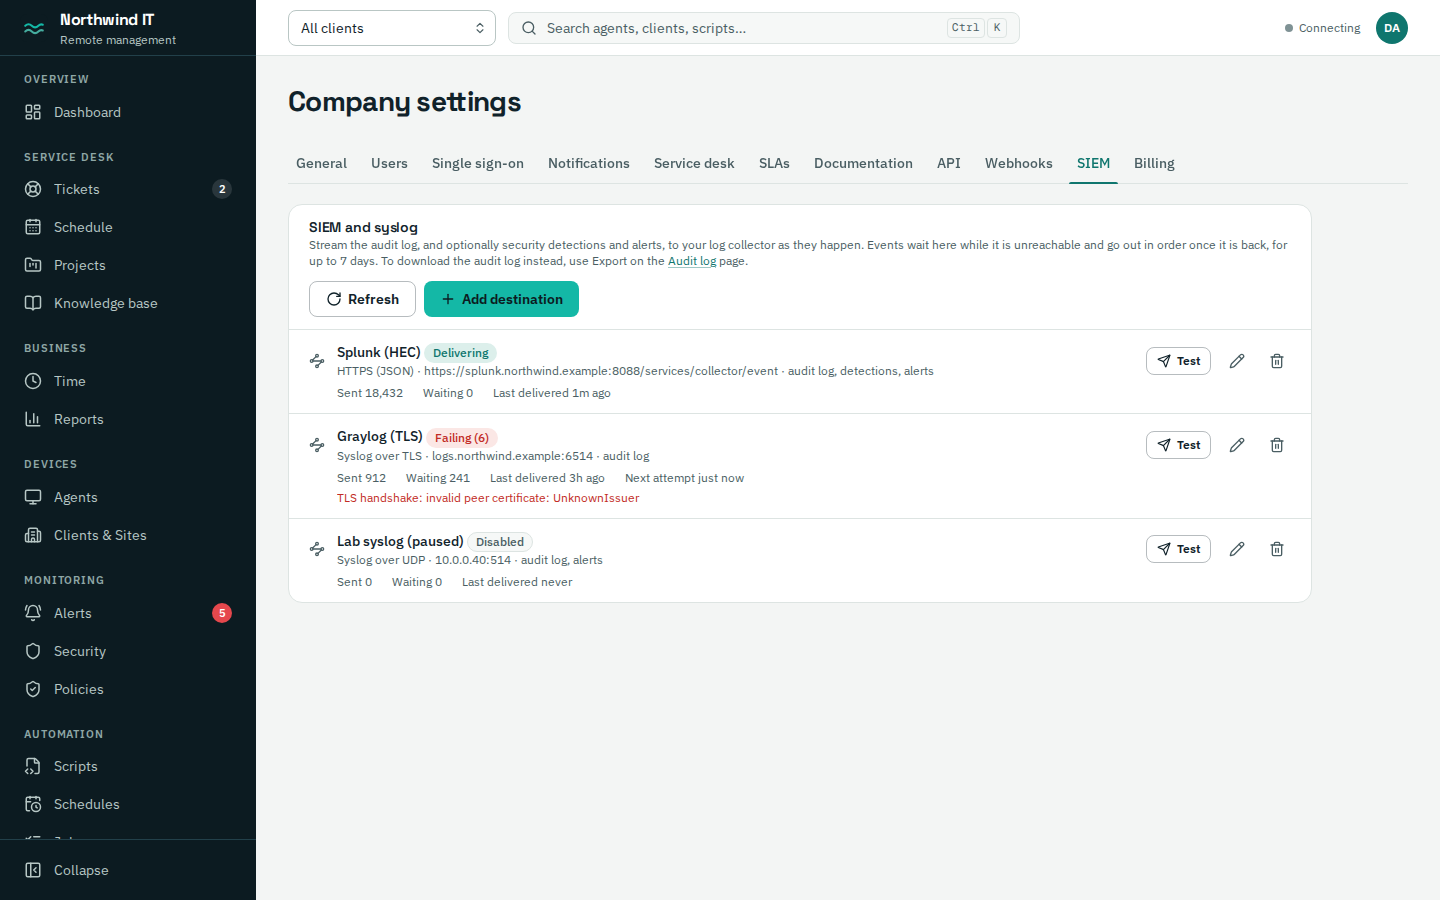 Northwind IT
Remote management
All clients
Search agents, clients, scripts...
Ctrl K
Connecting
DA
OVERVIEW
Dashboard
SERVICE DESK
Tickets 2
Schedule
Projects
Knowledge base
BUSINESS
Time
Reports
DEVICES
Agents
Clients & Sites
MONITORING
Alerts 5
Security
Policies
AUTOMATION
Scripts
Schedules
Collapse
Company settings
General Users Single sign-on Notifications Service desk SLAs Documentation API Webhooks SIEM Billing
SIEM and syslog
Stream the audit log, and optionally security detections and alerts, to your log collector as they happen. Events wait here while it is unreachable and go out in order once it is back, for
up to 7 days. To download the audit log instead, use Export on the Audit log page.
Refresh
Add destination
Splunk (HEC) Delivering
HTTPS (JSON) · https://splunk.northwind.example:8088/services/collector/event · audit log, detections, alerts
Sent 18,432 Waiting 0 Last delivered 1m ago
Test
Graylog (TLS) Failing (6)
Syslog over TLS · logs.northwind.example:6514 · audit log
Sent 912 Waiting 241 Last delivered 3h ago Next attempt just now
TLS handshake: invalid peer certificate: UnknownIssuer
Test
Lab syslog (paused) Disabled
Syslog over UDP · 10.0.0.40:514 · audit log, alerts
Sent 0 Waiting 0 Last delivered never
Test